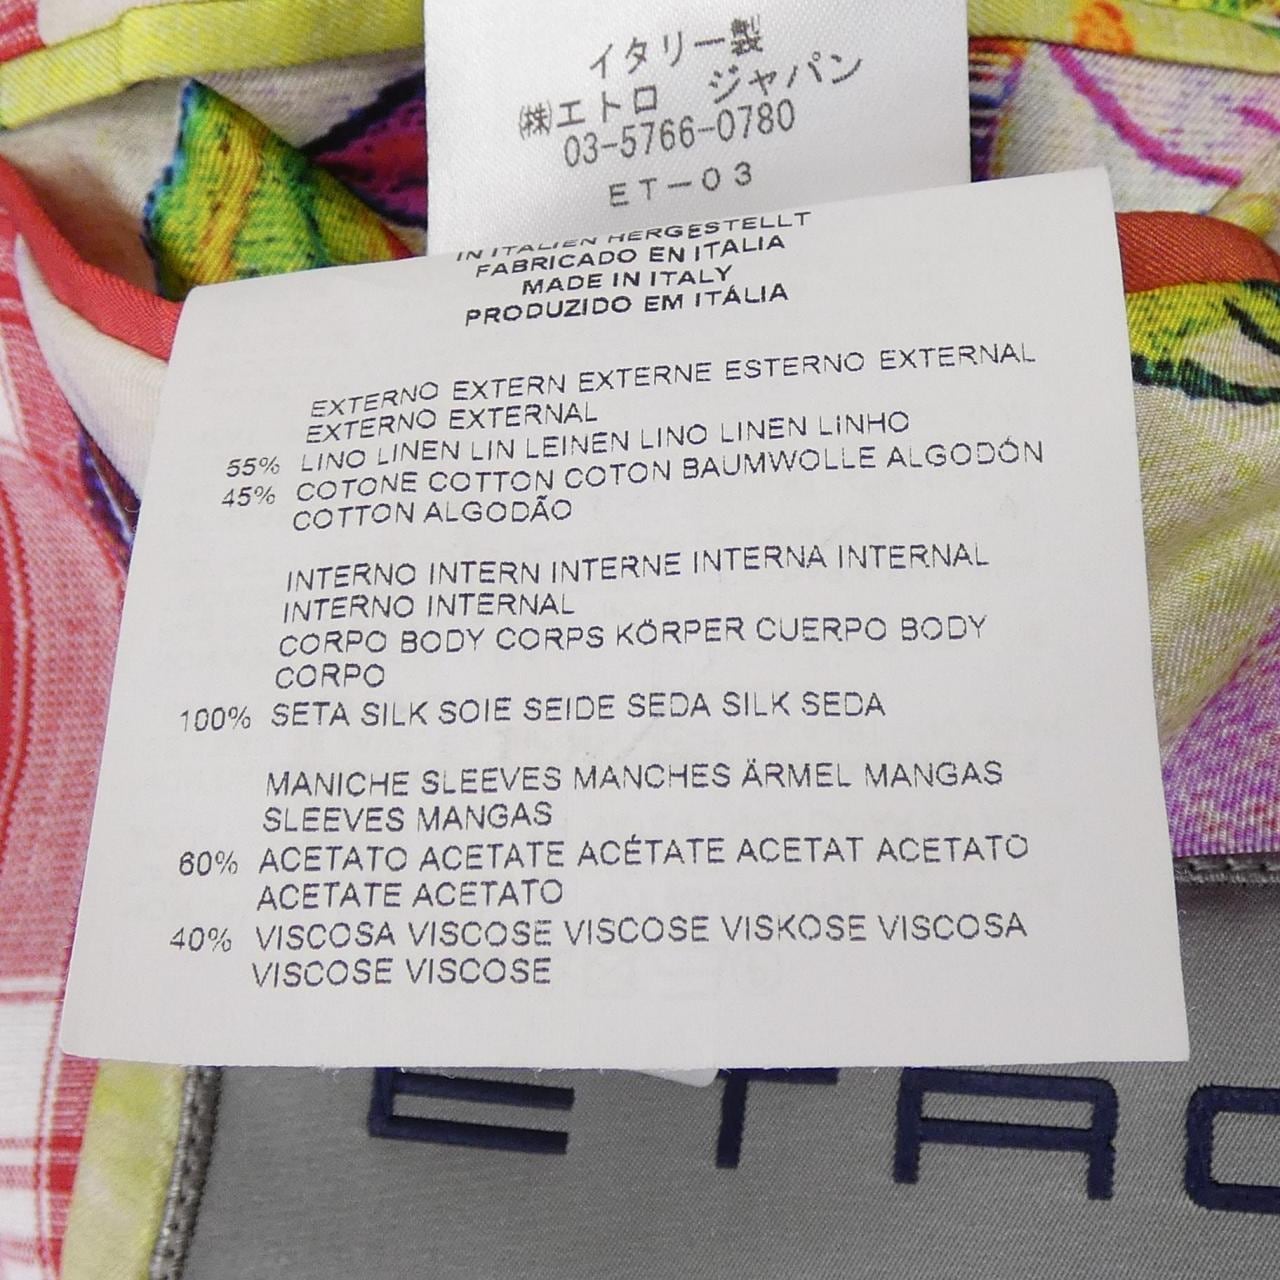 イタリー製
㈱エトロ　ジャパン
03-5766-0780
ET-03
IN ITALIEN HERGESTELLT
FABRICADO EN ITALIA
MADE IN ITALY
PRODUZIDO EM ITÁLIA
EXTERNO EXTERN EXTERNE ESTERNO EXTERNAL
EXTERNO EXTERNAL
55% LINO LINEN LIN LEINEN LINO LINEN LINHO
45% COTONE COTTON COTON BAUMWOLLE ALGODÓN
COTTON ALGODÃO
INTERNO INTERN INTERNE INTERNA INTERNAL
INTERNO INTERNAL
CORPO BODY CORPS KÖRPER CUERPO BODY
CORPO
100% SETA SILK SOIE SEIDE SEDA SILK SEDA
MANICHE SLEEVES MANCHES ÄRMEL MANGAS
SLEEVES MANGAS
60% ACETATO ACETATE ACÉTATE ACETAT ACETATO
ACETATE ACETATO
40% VISCOSA VISCOSE VISCOSE VISKOSE VISCOSA
VISCOSE VISCOSE
ETRO